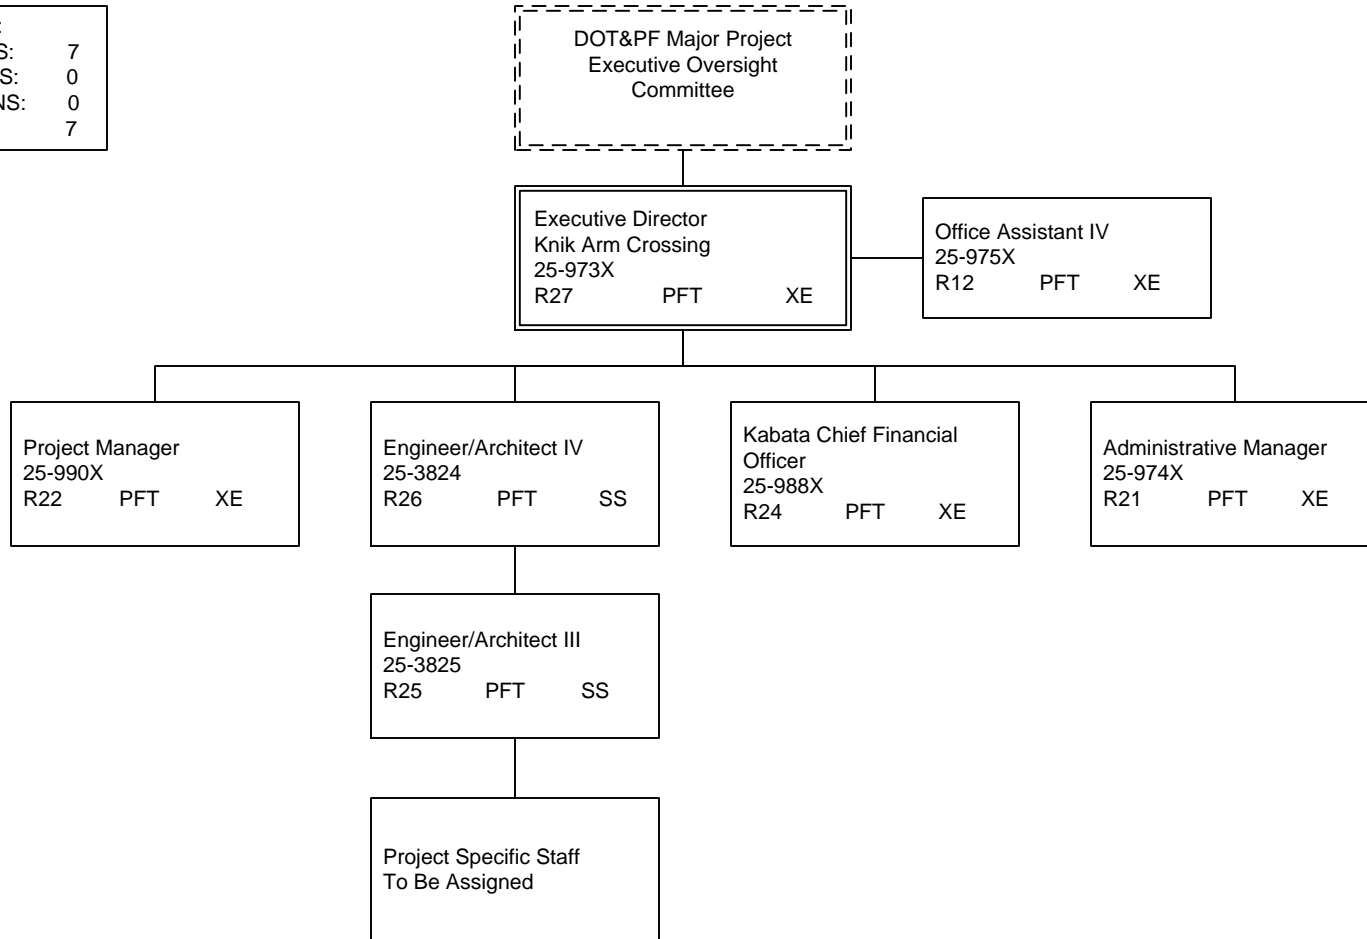 7
0
0
7
DOT&PF Major Project
Executive Oversight
Committee
Executive Director
Knik Arm Crossing
25-973X
R27 PFT XE
Office Assistant IV
25-975X
R12 PFT XE
Project Manager
25-990X
R22 PFT XE
Engineer/Architect IV
25-3824
R26 PFT SS
Kabata Chief Financial
Officer
25-988X
R24 PFT XE
Administrative Manager
25-974X
R21 PFT XE
Engineer/Architect III
25-3825
R25 PFT SS
Project Specific Staff
To Be Assigned